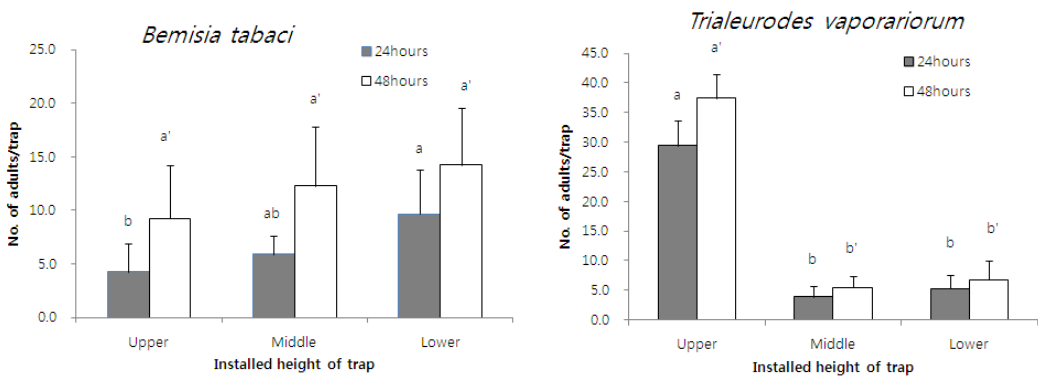 Bemisia tabaci
25.0
20.0
15.0
10.0
5.0
0.0
No. of adults/trap
24hours
48hours
b
a'
ab
a'
a
a'
Upper Middle Lower
Installed height of trap
Trialeurodes vaporariorum
45.0
40.0
35.0
30.0
25.0
20.0
15.0
10.0
5.0
0.0
No. of adults/trap
24hours
48hours
a
a'
b
b'
b
b'
Upper Middle Lower
Installed height of trap